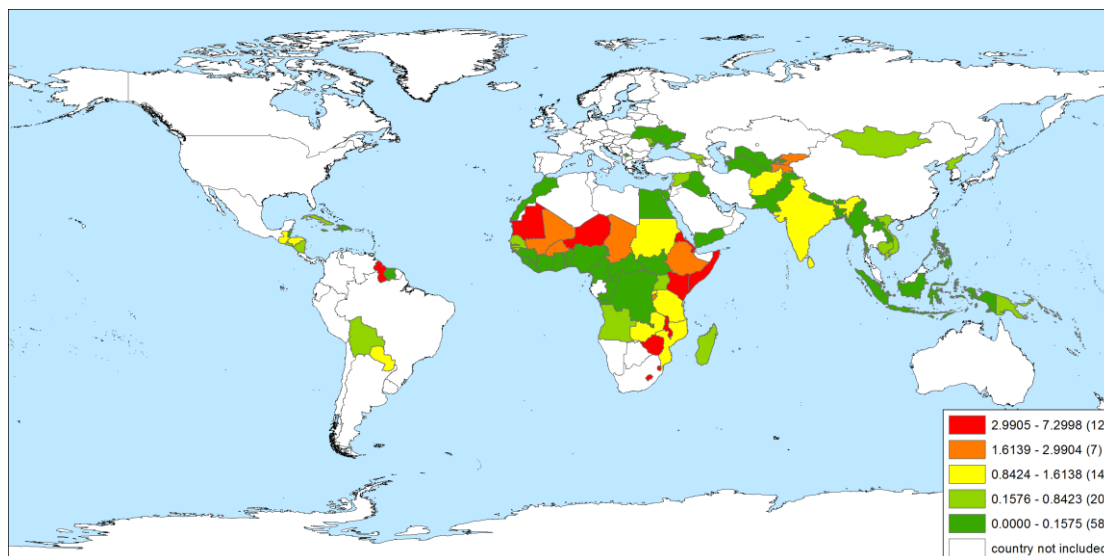 2.9905 - 7.2998 (12
1.6139 - 2.9904 (7)
0.8424 - 1.6138 (14
0.1576 - 0.8423 (20
0.0000 - 0.1575 (58
country not included